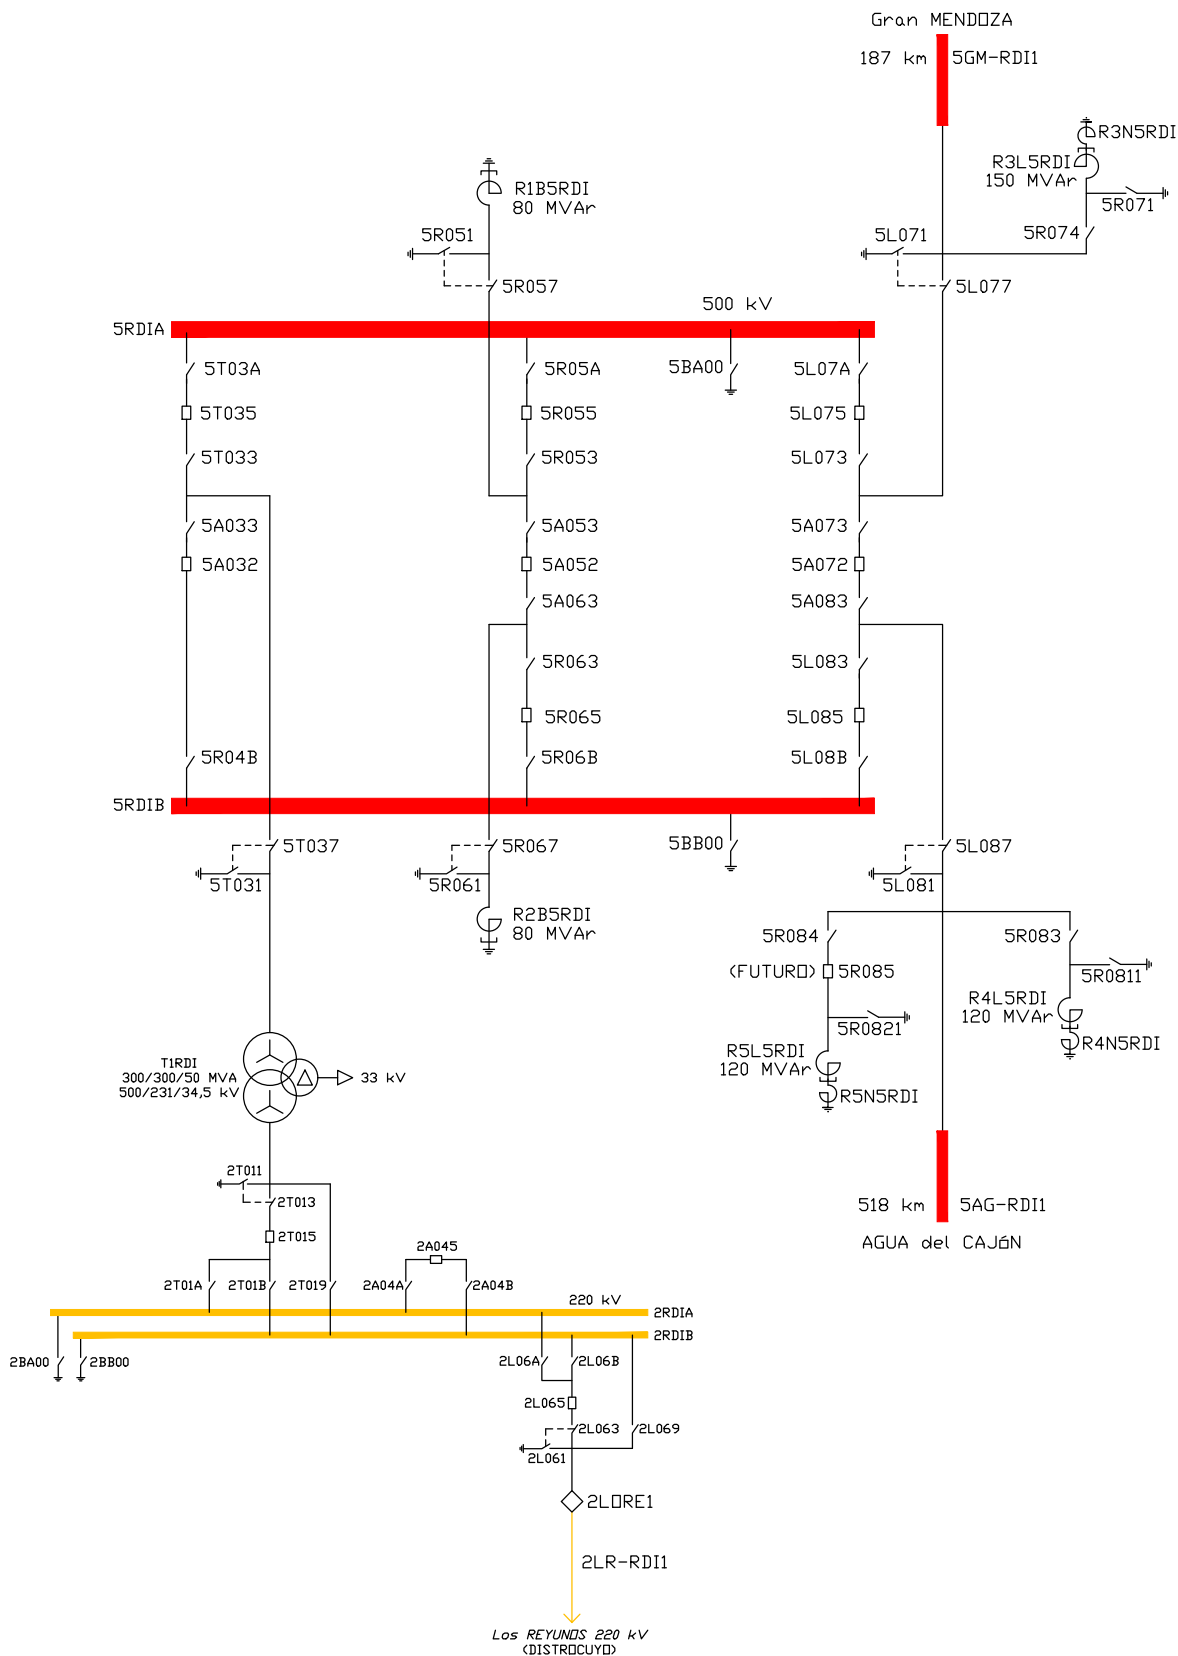 Gran MENDOZA
187 km
5GM-RDI1
R3N5RDI
R3L5RDI
150 MVAr
5R071
R1B5RDI
80 MVAr
5R051
5L071
5R074
5R057
5L077
500 kV
5RDIA
5T03A
5R05A
5BA00
5L07A
5T035
5R055
5L075
5T033
5R053
5L073
5A033
5A053
5A073
5A032
5A052
5A072
5A063
5A083
5R063
5L083
5R065
5L085
5R04B
5R06B
5L08B
5RDIB
5T037
5R067
5BB00
5L087
5T031
5R061
5L081
R2B5RDI
80 MVAr
5R084
5R083
(FUTURO)
5R085
5R0811
R4L5RDI
120 MVAr
5R0821
R4N5RDI
R5L5RDI
120 MVAr
R5N5RDI
T1RDI
300/300/50 MVA
500/231/34,5 kV
33 kV
2T011
2T013
518 km
5AG-RDI1
2T015
AGUA del CAJóN
2A045
2T01A
2T01B
2T019
2A04A
2A04B
220 kV
2RDIA
2RDIB
2BA00
2BB00
2L06A
2L06B
2L065
2L063
2L069
2L061
2LORE1
2LR-RDI1
Los REYUNOS 220 kV
(DISTROCUYO)